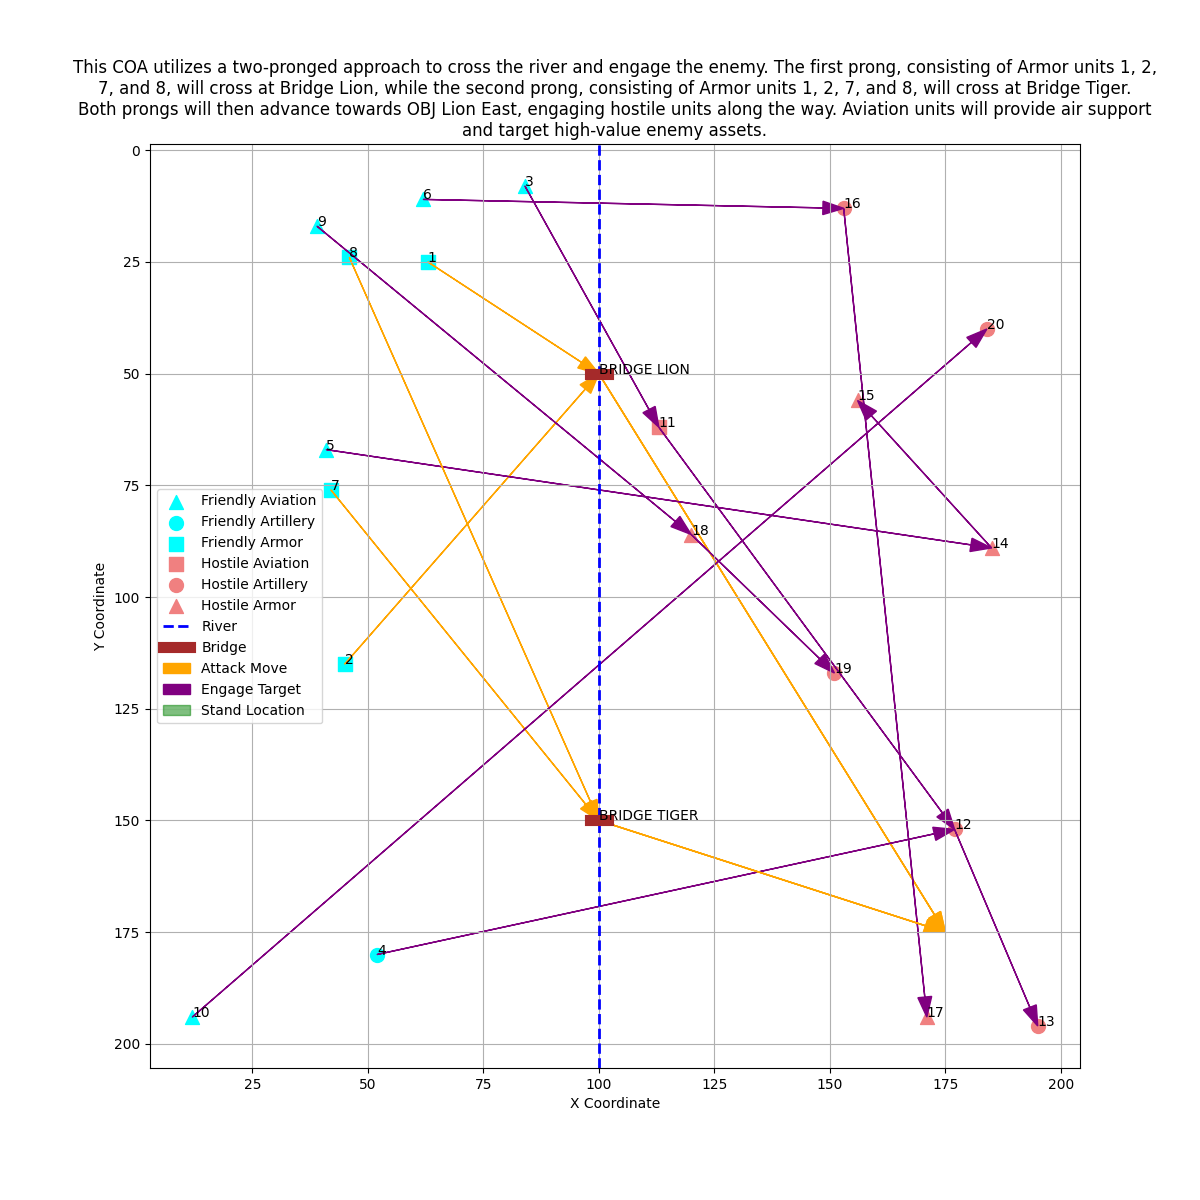 This COA utilizes a two-pronged approach to cross the river and engage the enemy. The first prong, consisting of Armor units 1, 2,
7, and 8, will cross at Bridge Lion, while the second prong, consisting of Armor units 1, 2, 7, and 8, will cross at Bridge Tiger.
Both prongs will then advance towards OBJ Lion East, engaging hostile units along the way. Aviation units will provide air support
and target high-value enemy assets.
0
25
50
75
100
125
150
175
200
Y Coordinate
3
6
16
9
8
1
20
BRIDGE LION
15
11
5
7
18
14
2
19
BRIDGE TIGER
12
4
10
17
13
Friendly Aviation
Friendly Artillery
Friendly Armor
Hostile Aviation
Hostile Artillery
Hostile Armor
River
Bridge
Attack Move
Engage Target
Stand Location
25
50
75
100
125
150
175
200
X Coordinate